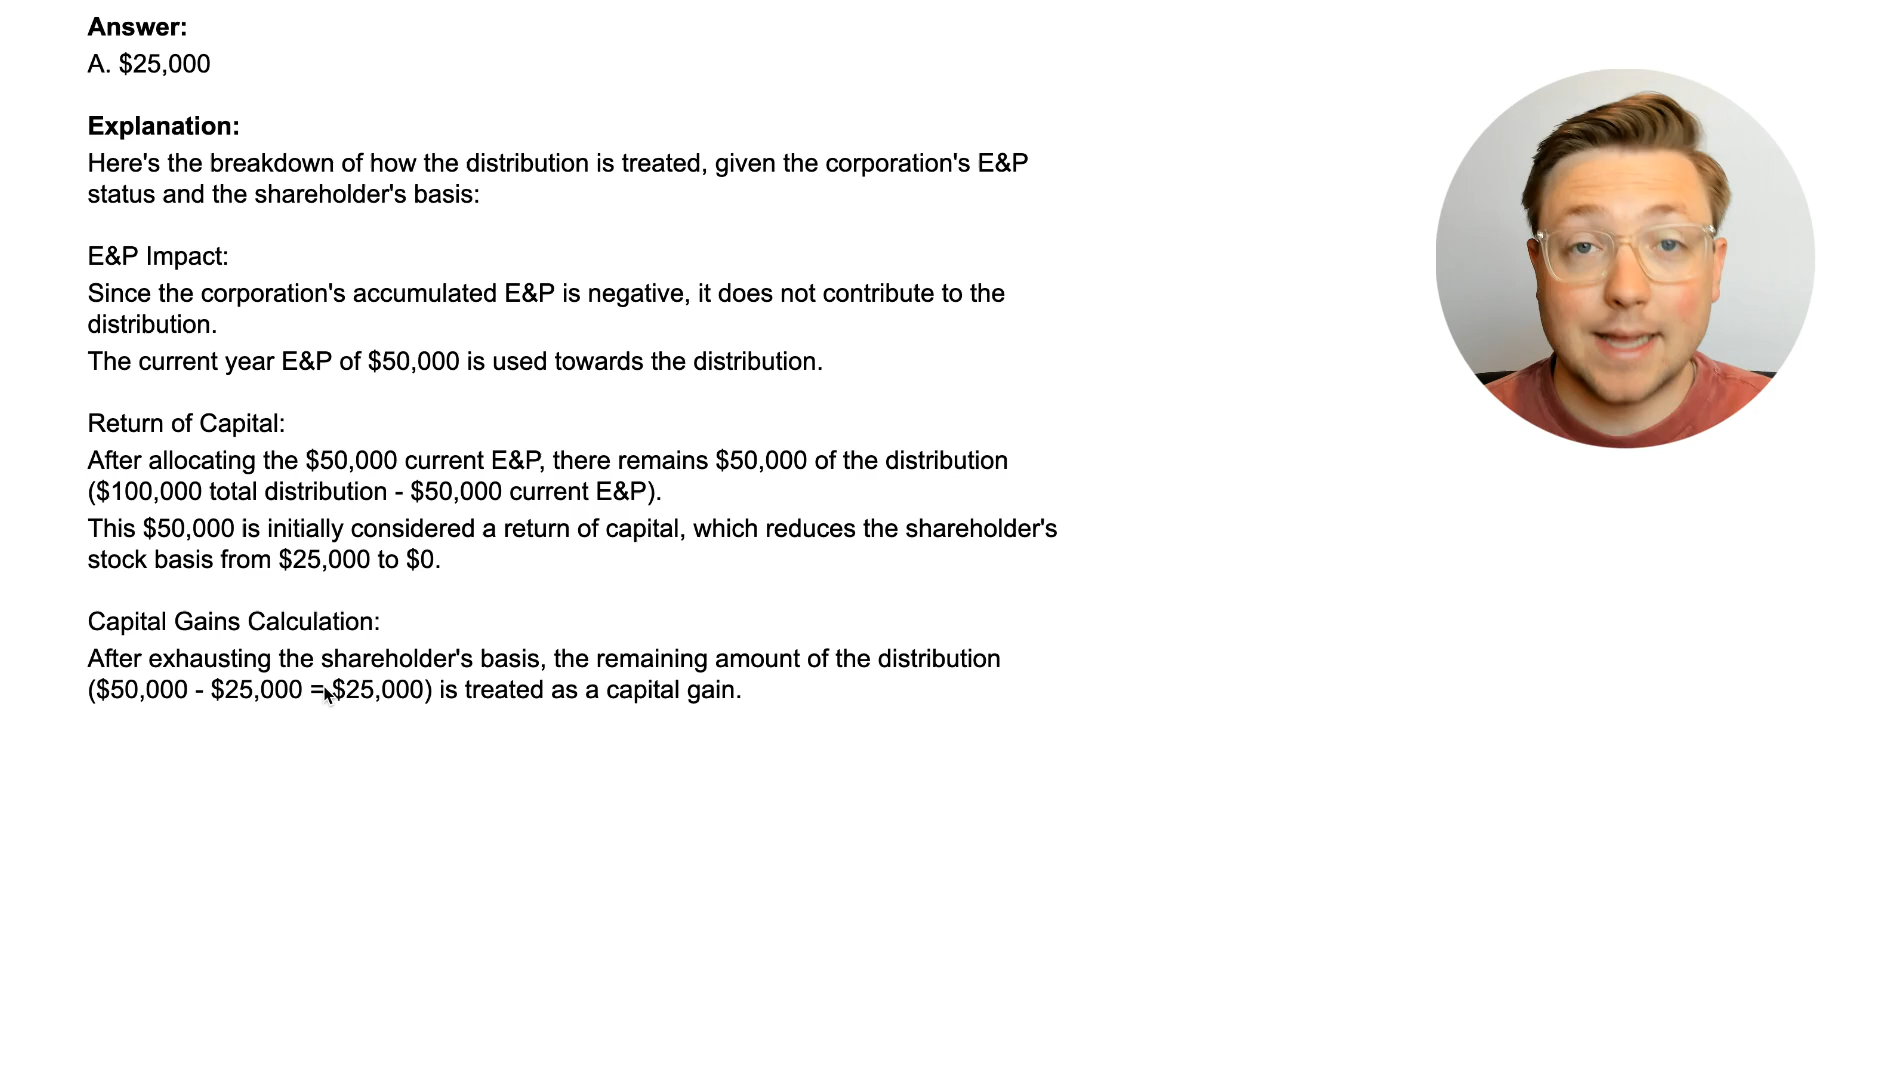 Answer:
A. $25,000
Explanation:
Here's the breakdown of how the distribution is treated, given the corporation's E&P
status and the shareholder's basis:
E&P Impact:
Since the corporation's accumulated E&P is negative, it does not contribute to the
distribution.
The current year E&P of $50,000 is used towards the distribution.
Return of Capital:
After allocating the $50,000 current E&P, there remains $50,000 of the distribution
($100,000 total distribution - $50,000 current E&P).
This $50,000 is initially considered a return of capital, which reduces the shareholder's
stock basis from $25,000 to $0.
Capital Gains Calculation:
After exhausting the shareholder's basis, the remaining amount of the distribution
($50,000 - $25,000 = $25,000) is treated as a capital gain.